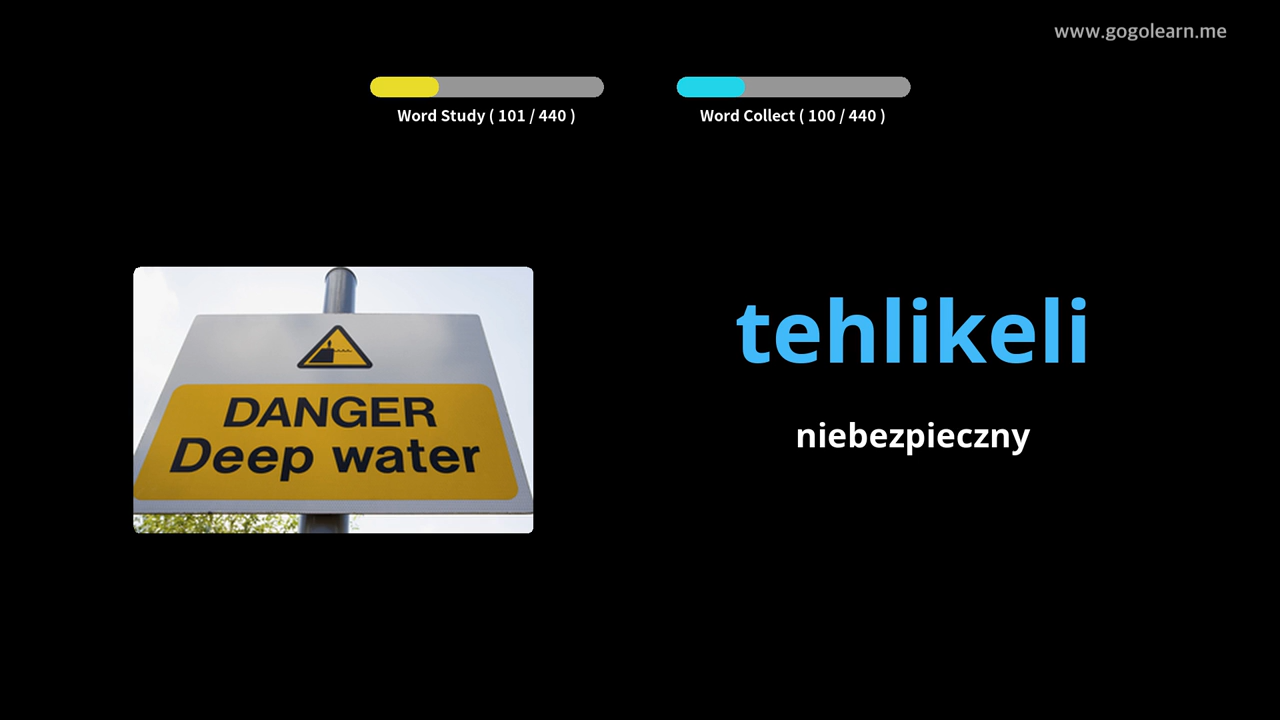 www.gogolearn.me
Word Study ( 101 / 440 )
Word Collect ( 100 / 440 )
DANGER
Deep water
tehlikeli
niebezpieczny